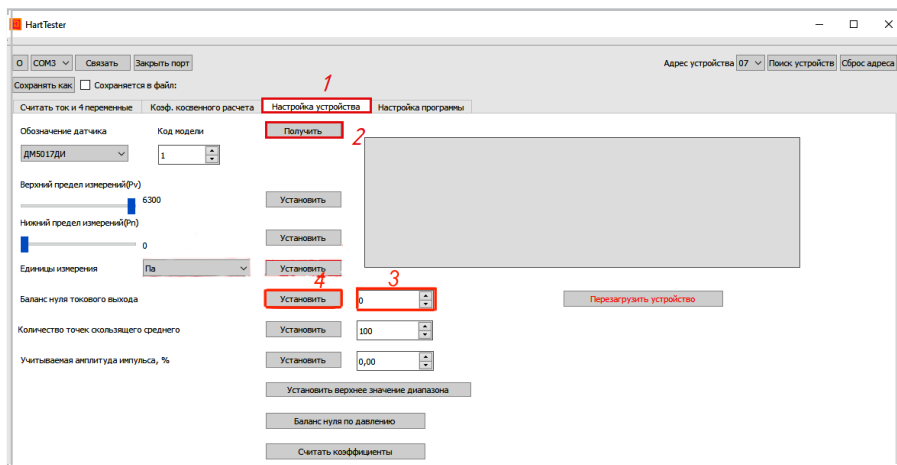 HartTester
О COM3 Связать Закрыть порт Адрес устройства 07 Поиск устройств Сброс адреса
Сохранять как Сохраняется в файл:
1
Считать ток и 4 переменные Коэф. косвенного расчета Настройка устройства Настройка программы
Обозначение датчика Код модели Получить 2
ДМ5017ДИ 1
Верхний предел измерений(Pv)
6300 Установить
Нижний предел измерений(Pn)
0 Установить
Единицы измерения Па Установить
4 3
Баланс нуля токового выхода Установить 0 Перезагрузить устройство
Количество точек скользящего среднего Установить 100
Учитываемая амплитуда импульса, % Установить 0,00
Установить верхнее значение диапазона
Баланс нуля по давлению
Считать коэффициенты